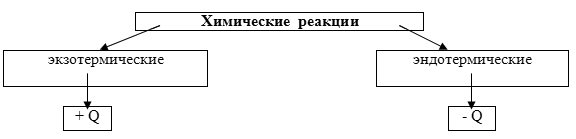 Химические реакции
экзотермические
эндотермические
+ Q
- Q